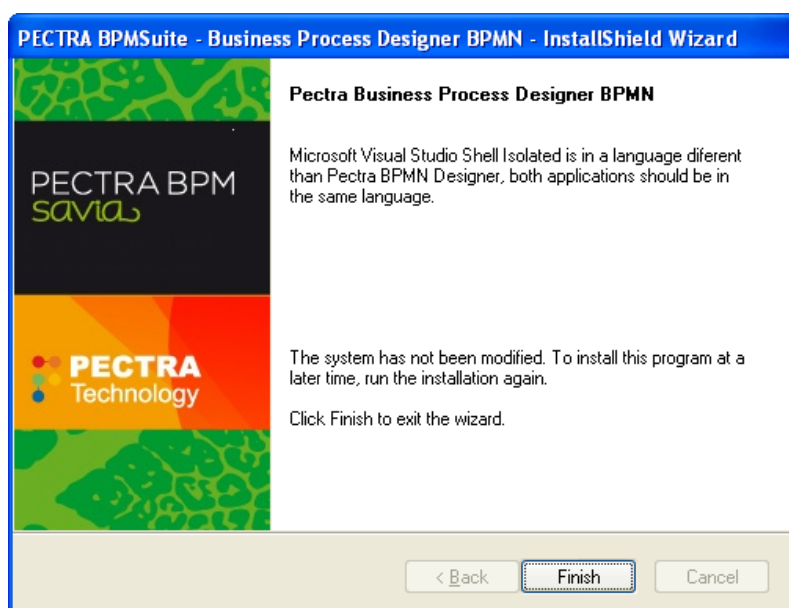 PECTRA BPMSuite - Business Process Designer BPMN - InstallShield Wizard
Pectra Business Process Designer BPMN
Microsoft Visual Studio Shell Isolated is in a language diferent
than Pectra BPMN Designer, both applications should be in
the same language.
PECTRA BPM
savia
The system has not been modified. To install this program at a
later time, run the installation again.
Click Finish to exit the wizard.
PECTRA
Technology
< Back
Finish
Cancel